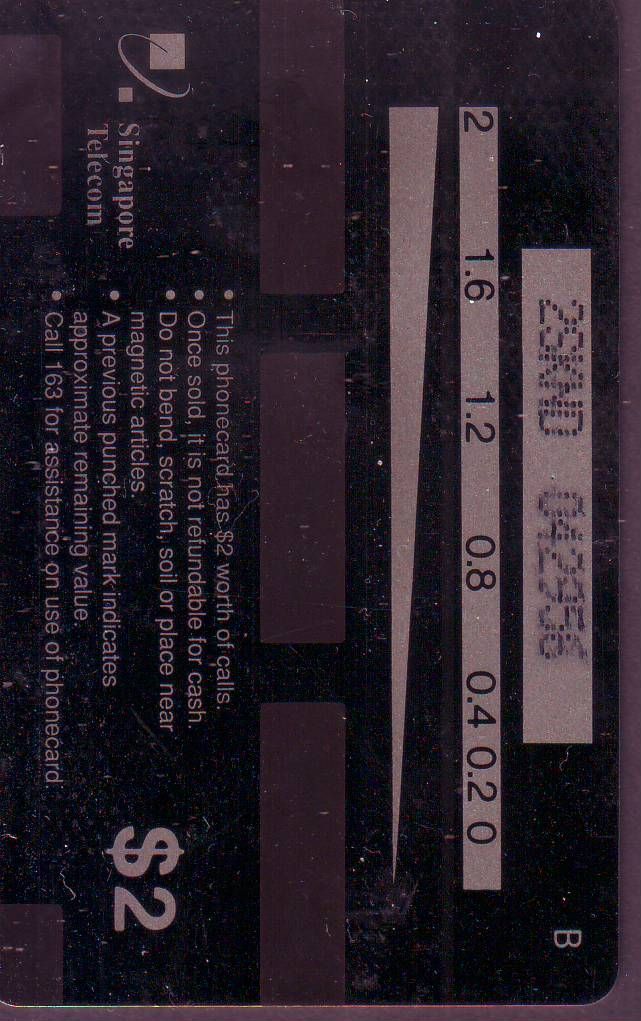 B
2SKND 042356
2 1.6 1.2 0.8 0.4 0.2 0
• This phonecard has $2 worth of calls.
• Once sold, it is not refundable for cash.
• Do not bend, scratch, soil or place near
magnetic articles.
• A previous punched mark indicates
approximate remaining value.
• Call 163 for assistance on use of phonecard.
Singapore
Telecom
$2